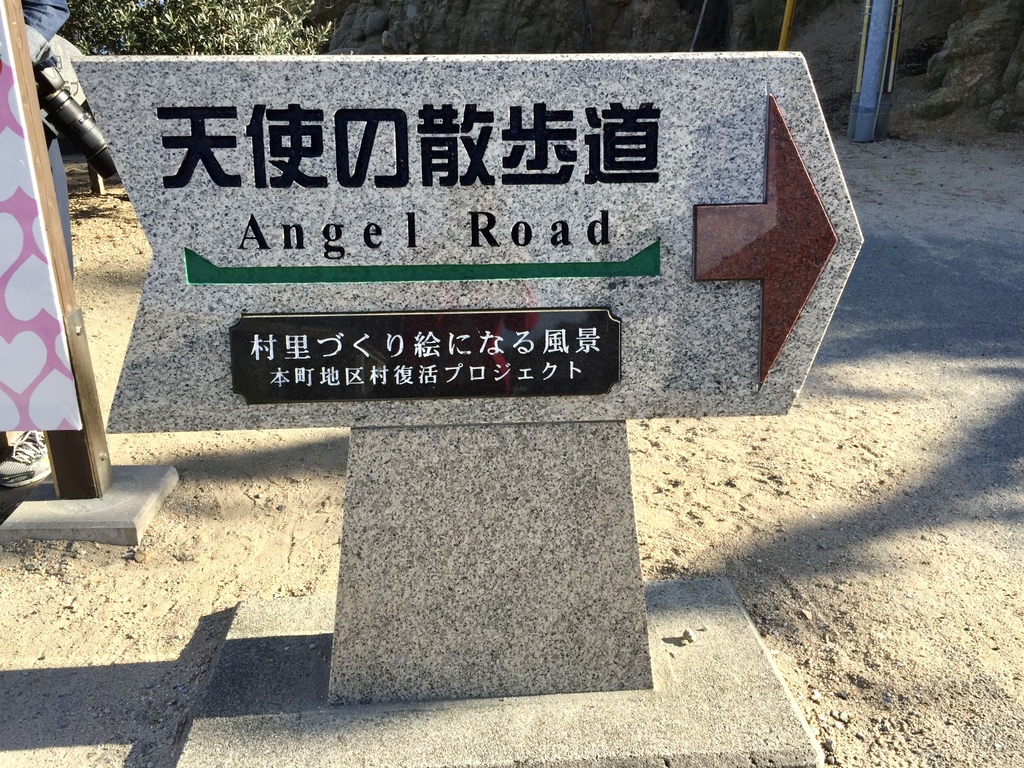 天使の散歩道
Angel Road
村里づくり絵になる風景
本町地区村復活プロジェクト